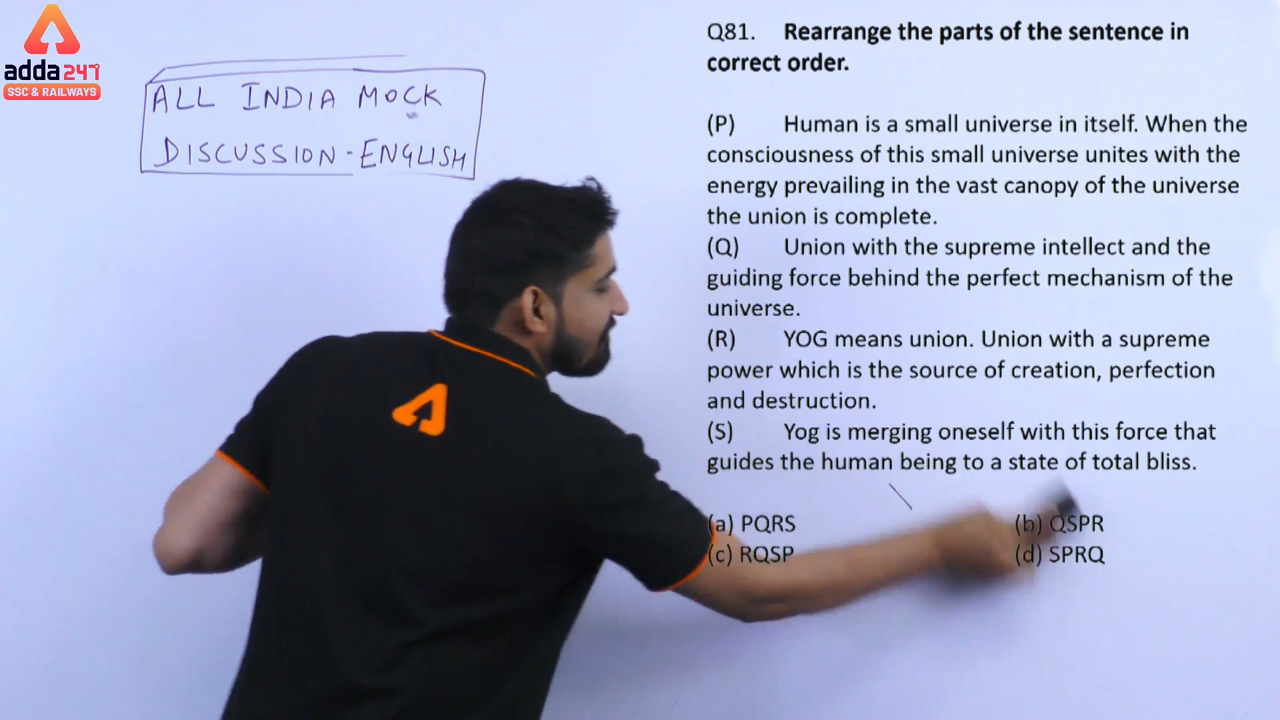 adda247
SSC & RAILWAYS
ALL INDIA MOCK
DISCUSSION-ENGLISH
Q81. Rearrange the parts of the sentence in
correct order.
(P) Human is a small universe in itself. When the
consciousness of this small universe unites with the
energy prevailing in the vast canopy of the universe
the union is complete.
(Q) Union with the supreme intellect and the
guiding force behind the perfect mechanism of the
universe.
(R) YOG means union. Union with a supreme
power which is the source of creation, perfection
and destruction.
(S) Yog is merging oneself with this force that
guides the human being to a state of total bliss.
(a) PQRS (b) QSPR
(c) RQSP (d) SPRQ